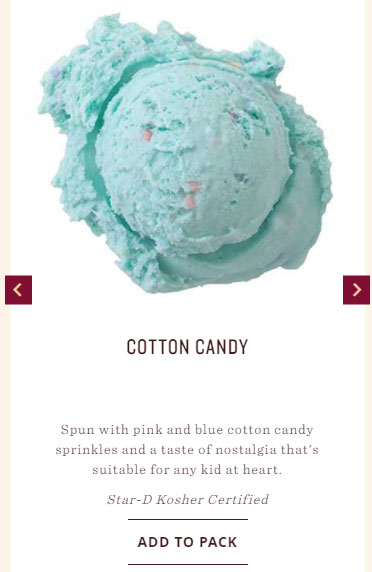 COTTON CANDY
Spun with pink and blue cotton candy
sprinkles and a taste of nostalgia that's
suitable for any kid at heart.
Star-D Kosher Certified
ADD TO PACK